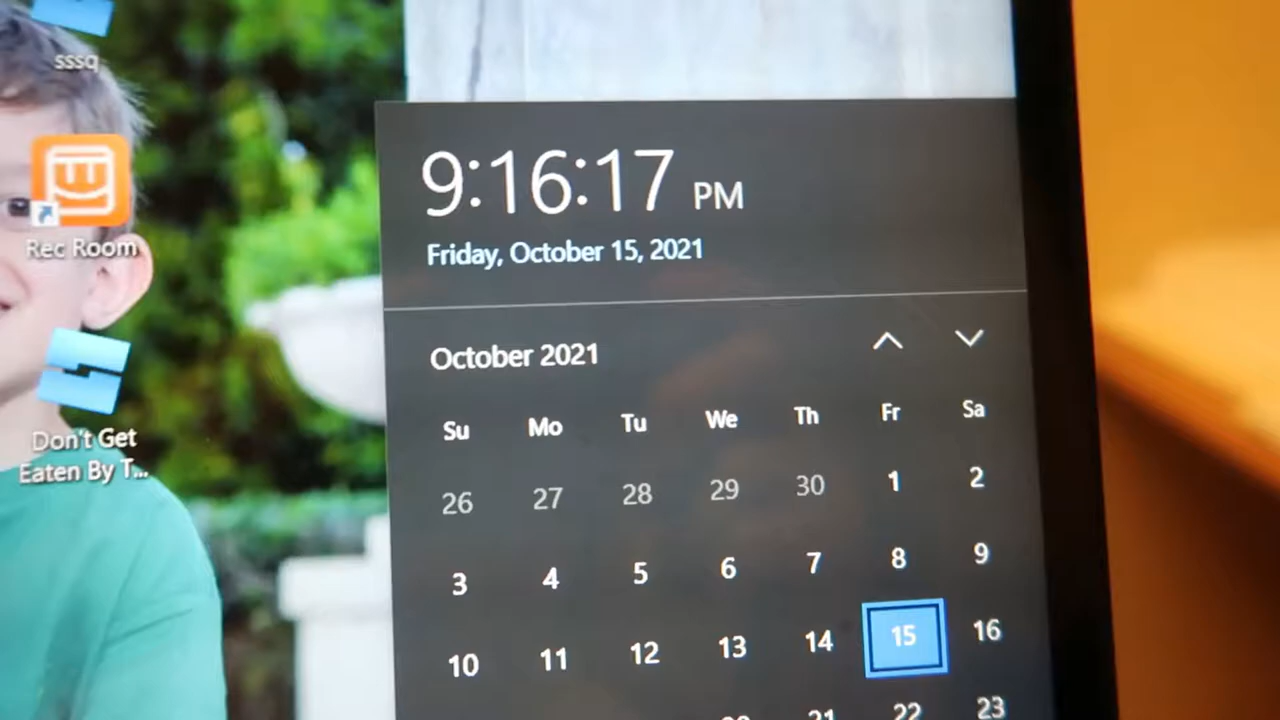 sssq
Rec Room
Don't Get
Eaten By T...
9:16:17 PM
Friday, October 15, 2021
October 2021
Su Mo Tu We Th Fr Sa
26 27 28 29 30 1 2
3 4 5 6 7 8 9
10 11 12 13 14 15 16
21 22 23